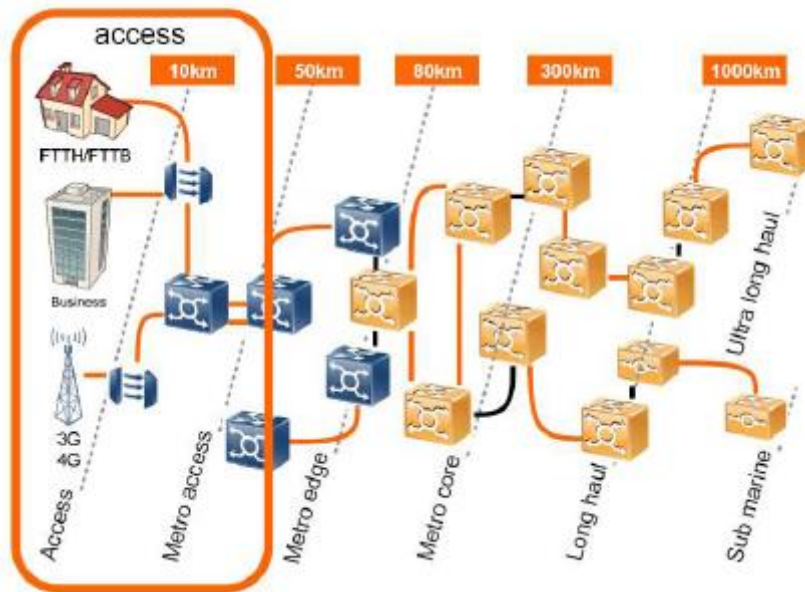 access
10km
50km
80km
300km
1000km
FTTH/FTTB
Business
3G
4G
Access
Metro access
Metro edge
Metro core
Long haul
Ultra long haul
Sub marine